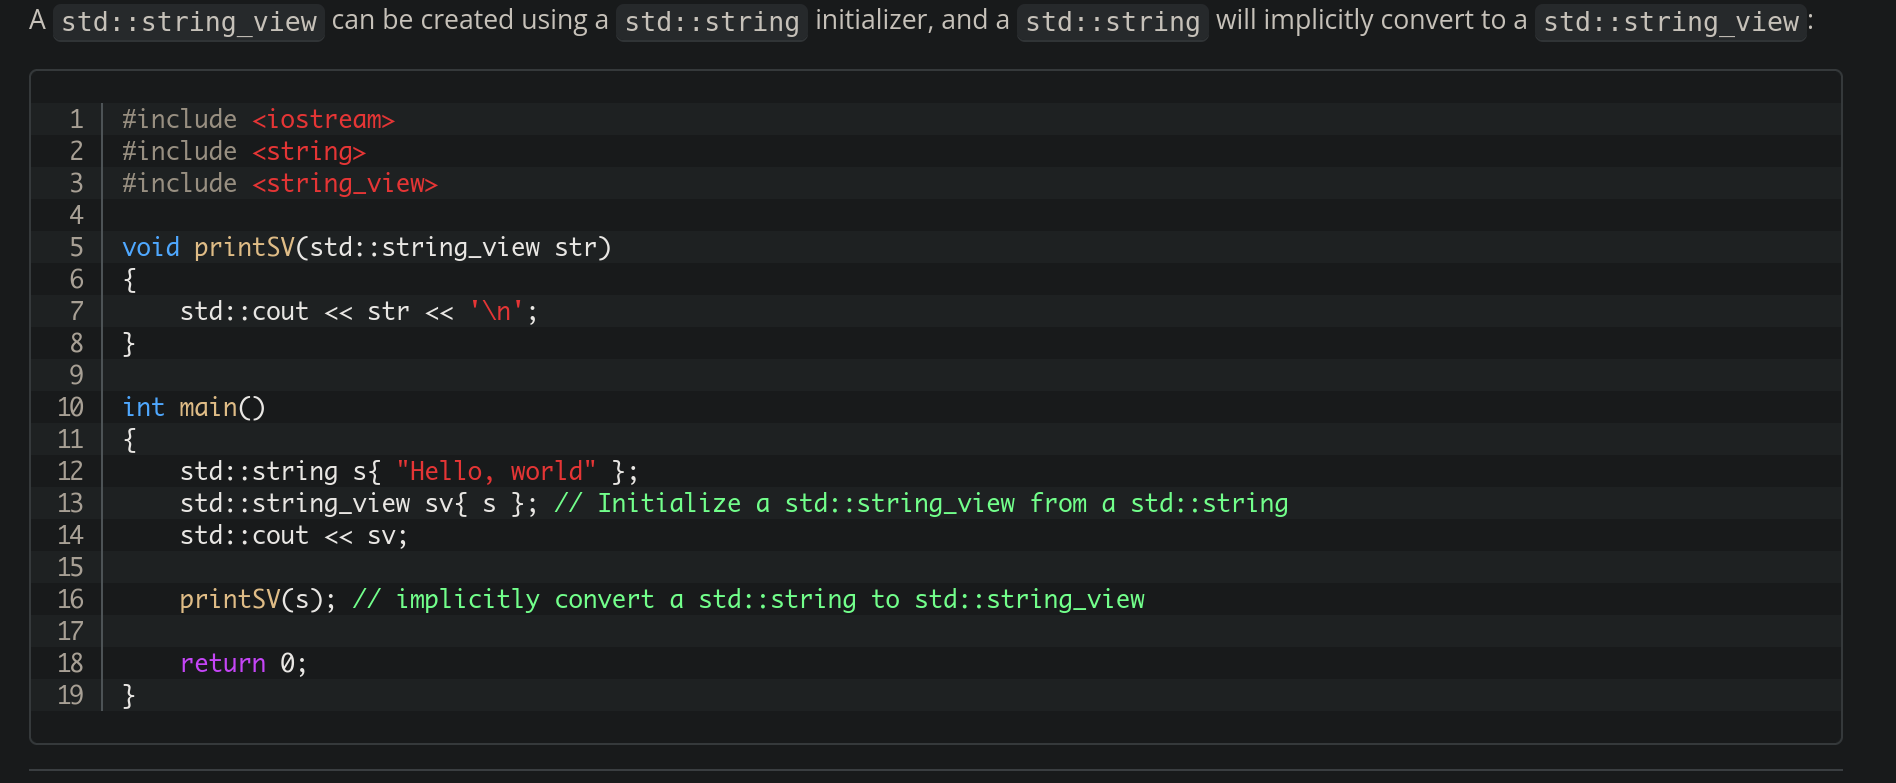 A std::string_view can be created using a std::string initializer, and a std::string will implicitly convert to a std::string_view:
1 #include <iostream>
2 #include <string>
3 #include <string_view>
4
5 void printSV(std::string_view str)
6 {
7     std::cout << str << '\n';
8 }
9
10 int main()
11 {
12     std::string s{ "Hello, world" };
13     std::string_view sv{ s }; // Initialize a std::string_view from a std::string
14     std::cout << sv;
15
16     printSV(s); // implicitly convert a std::string to std::string_view
17
18     return 0;
19 }